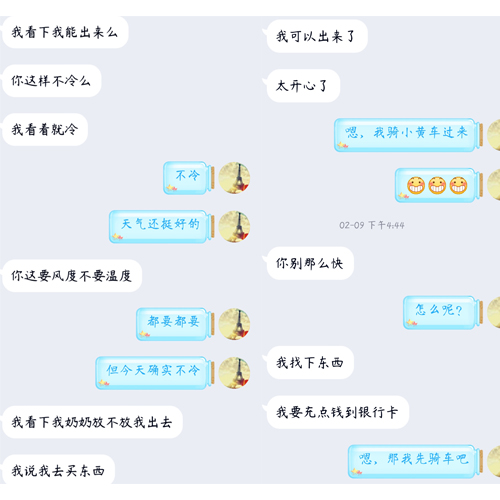 我看下我能出来么
你这样不冷么
我看着就冷
不冷
天气还挺好的
你这要风度不要温度
都要都要
但今天确实不冷
我看下我奶奶放不放我出去
我说我去买东西
我可以出来了
太开心了
嗯，我骑小黄车过来
02-09 下午4:44
你别那么快
怎么呢？
我找下东西
我要充点钱到银行卡
嗯，那我先骑车吧